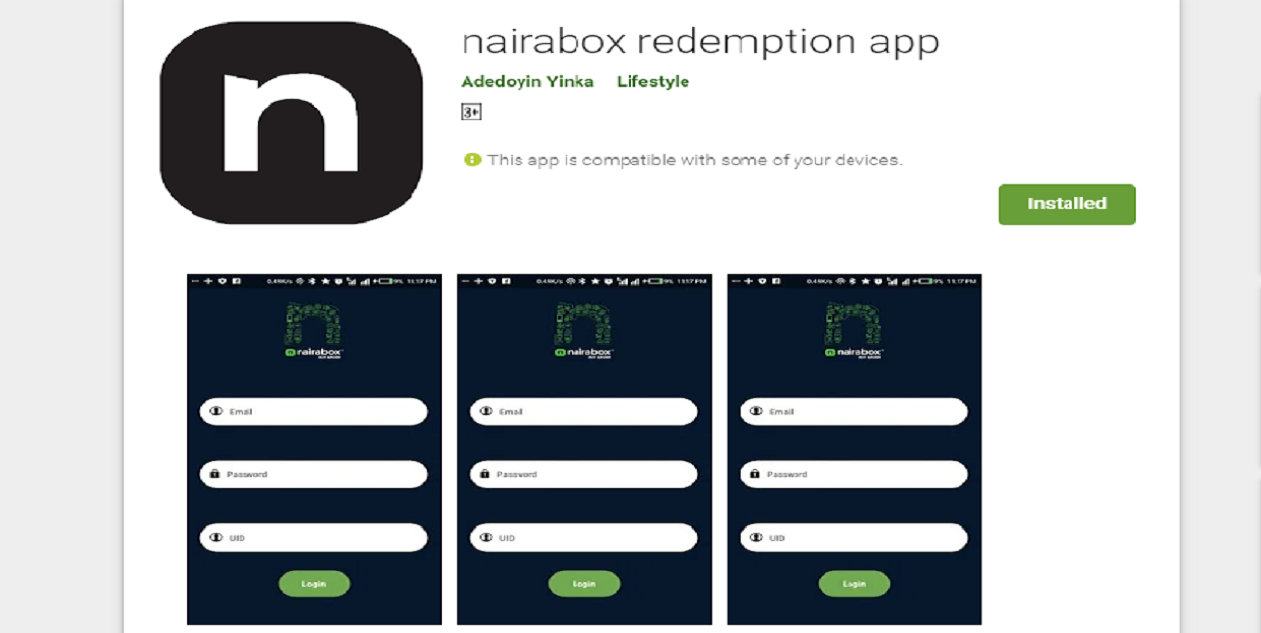 n
nairabox redemption app
Adedoyin Yinka Lifestyle
3+
This app is compatible with some of your devices.
Installed
0.49K/s 9% 11:17 PM
nairabox
Email
Password
UID
Login
0.49K/s 9% 11:17 PM
nairabox
Email
Password
UID
Login
0.49K/s 9% 11:17 PM
nairabox
Email
Password
UID
Login